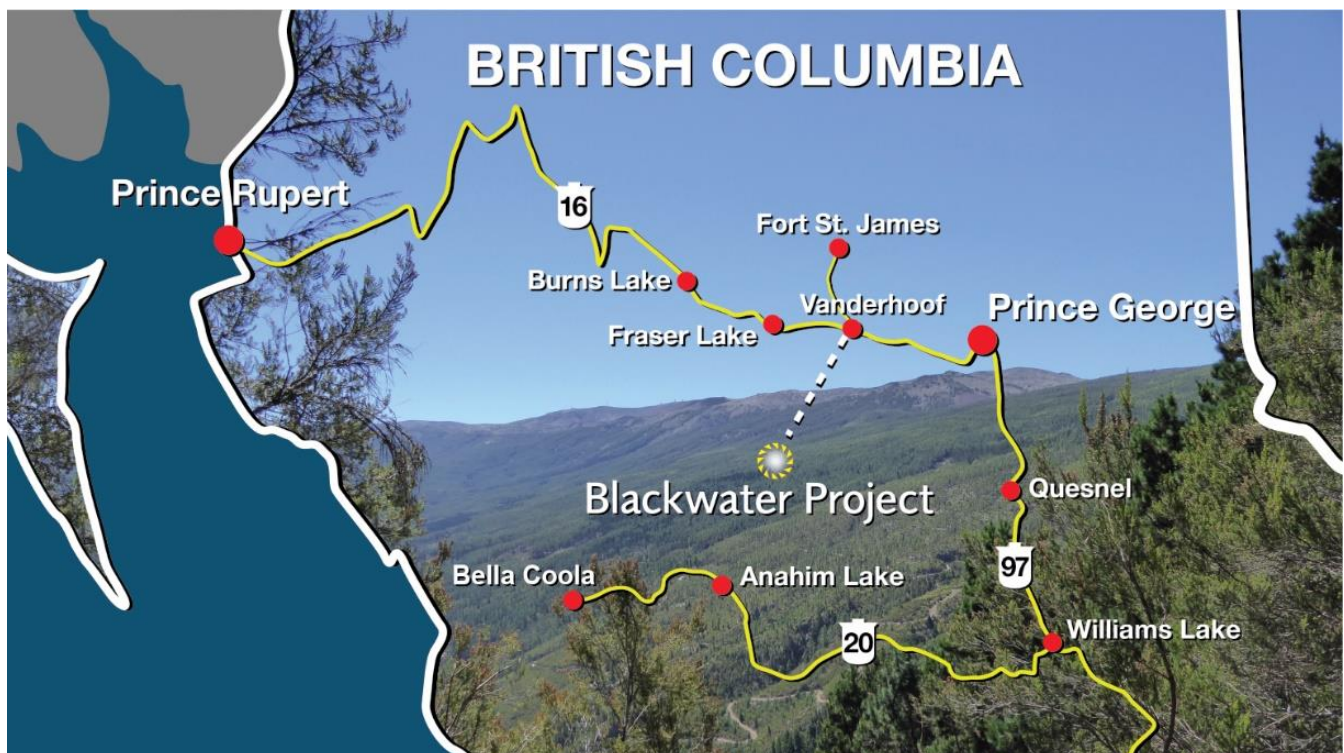 BRITISH COLUMBIA
Prince Rupert
16
Fort St. James
Burns Lake
Vanderhoof
Prince George
Fraser Lake
Blackwater Project
Quesnel
97
Bella Coola
Anahim Lake
20
Williams Lake